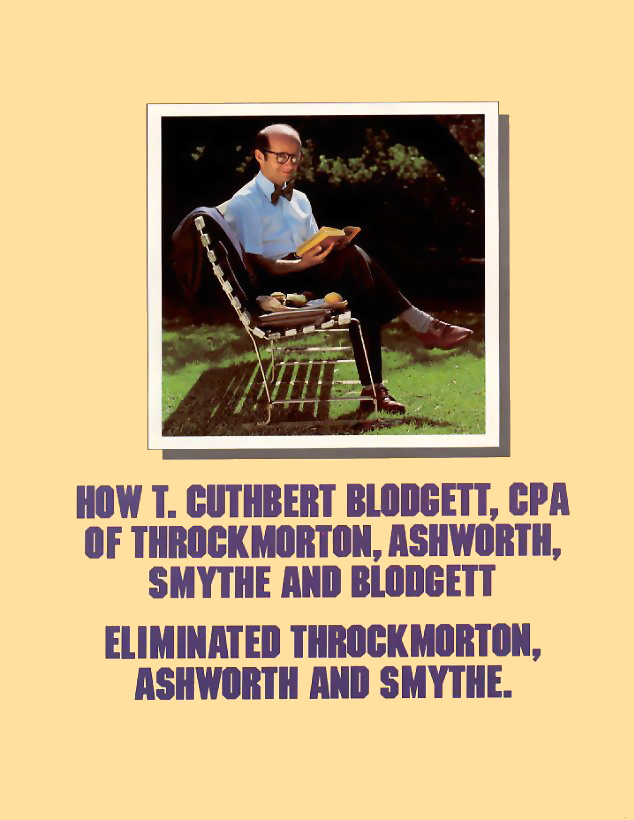 HOW T. CUTHBERT BLODGETT, CPA
OF THROCKMORTON, ASHWORTH,
SMYTHE AND BLODGETT
ELIMINATED THROCKMORTON,
ASHWORTH AND SMYTHE.